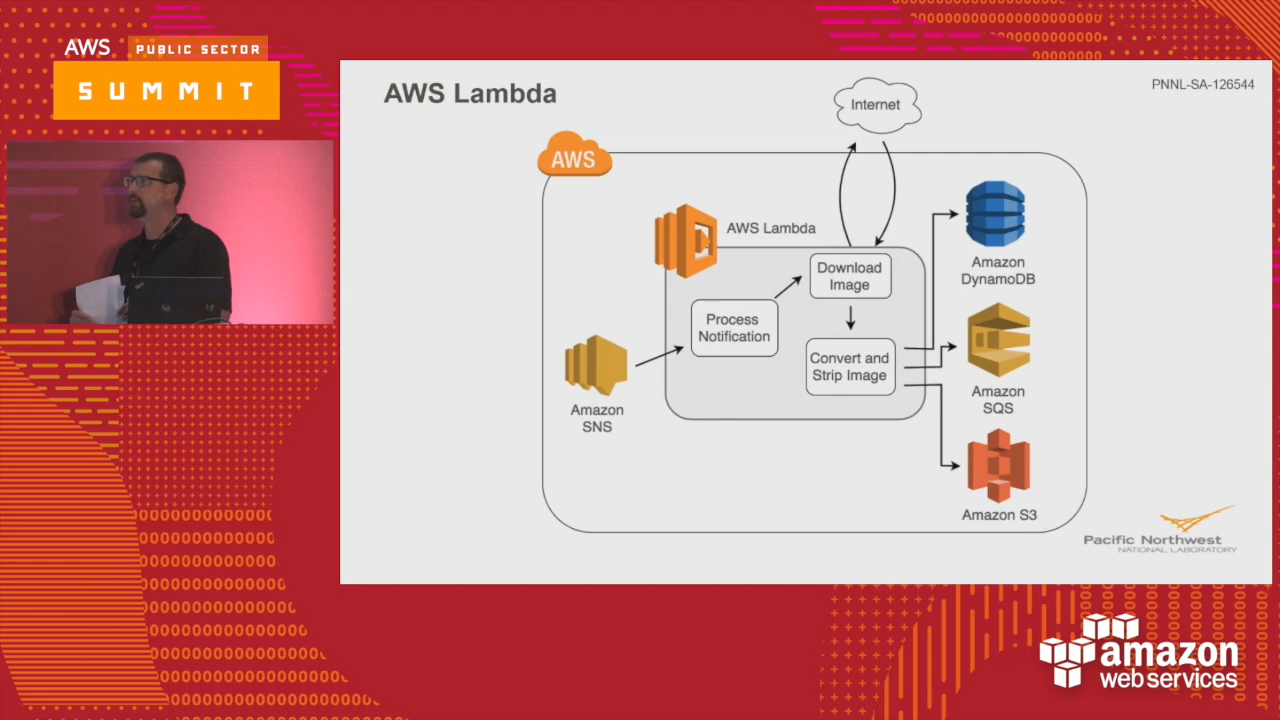 AWS PUBLIC SECTOR
SUMMIT
AWS Lambda
PNNL-SA-126544
Internet
AWS
AWS Lambda
Download
Image
Process
Notification
Convert and
Strip Image
Amazon
SNS
Amazon
DynamoDB
Amazon
SQS
Amazon S3
Pacific Northwest
NATIONAL LABORATORY
amazon
web services